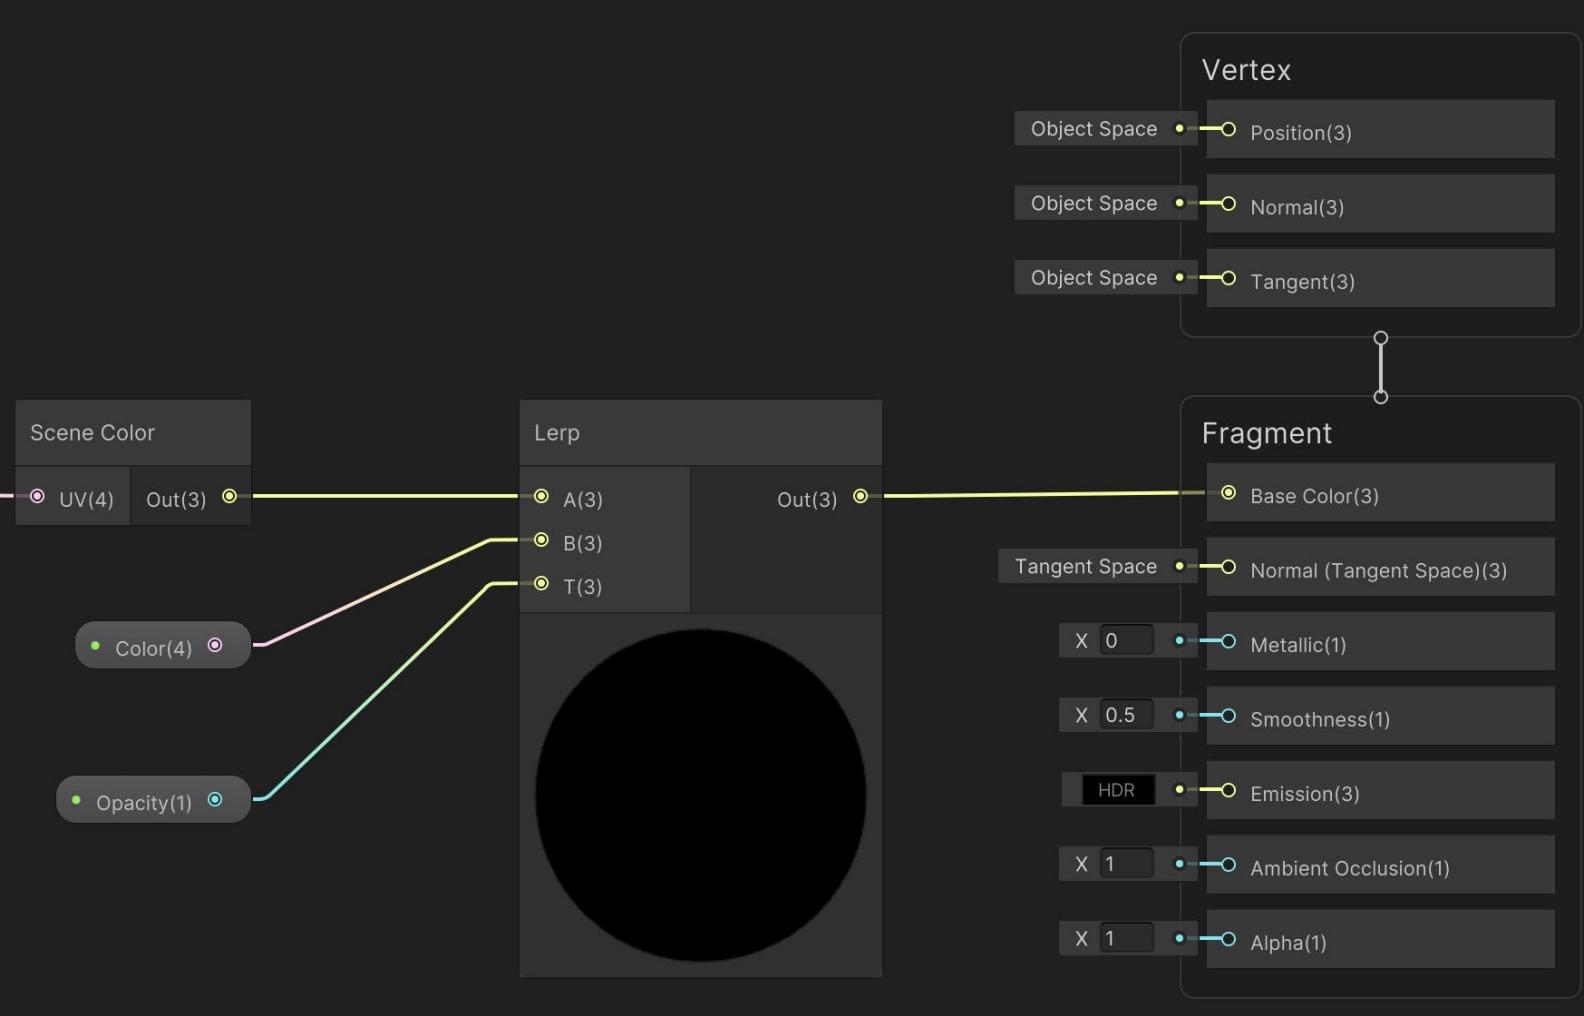 Vertex
Object Space
Position(3)
Object Space
Normal(3)
Object Space
Tangent(3)
Scene Color
UV(4)
Out(3)
Color(4)
Opacity(1)
Lerp
A(3)
Out(3)
B(3)
T(3)
Fragment
Base Color(3)
Tangent Space
Normal (Tangent Space)(3)
X 0
Metallic(1)
X 0.5
Smoothness(1)
HDR
Emission(3)
X 1
Ambient Occlusion(1)
X 1
Alpha(1)